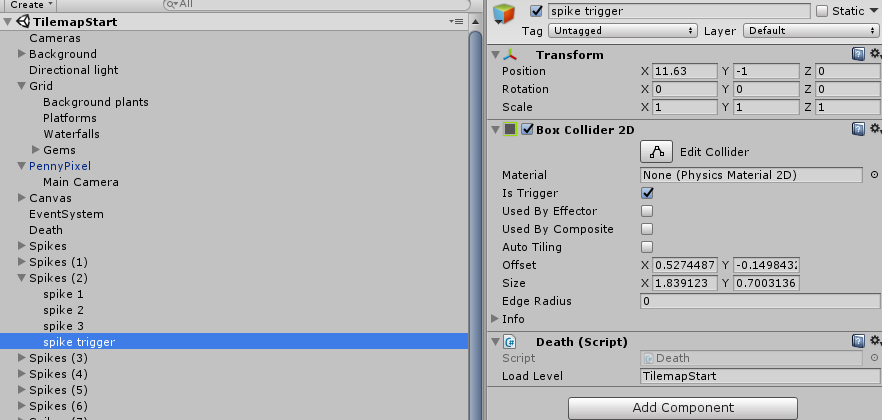 Create
All
TilemapStart
Cameras
Background
Directional light
Grid
Background plants
Platforms
Waterfalls
Gems
PennyPixel
Main Camera
Canvas
EventSystem
Death
Spikes
Spikes (1)
Spikes (2)
spike 1
spike 2
spike 3
spike trigger
Spikes (3)
Spikes (4)
Spikes (5)
Spikes (6)
spike trigger Static
Tag Untagged Layer Default
Transform
Position X 11.63 Y -1 Z 0
Rotation X 0 Y 0 Z 0
Scale X 1 Y 1 Z 1
Box Collider 2D
Edit Collider
Material None (Physics Material 2D)
Is Trigger
Used By Effector
Used By Composite
Auto Tiling
Offset X 0.5274487 Y -0.1498432
Size X 1.839123 Y 0.7003136
Edge Radius 0
Info
Death (Script)
Script Death
Load Level TilemapStart
Add Component